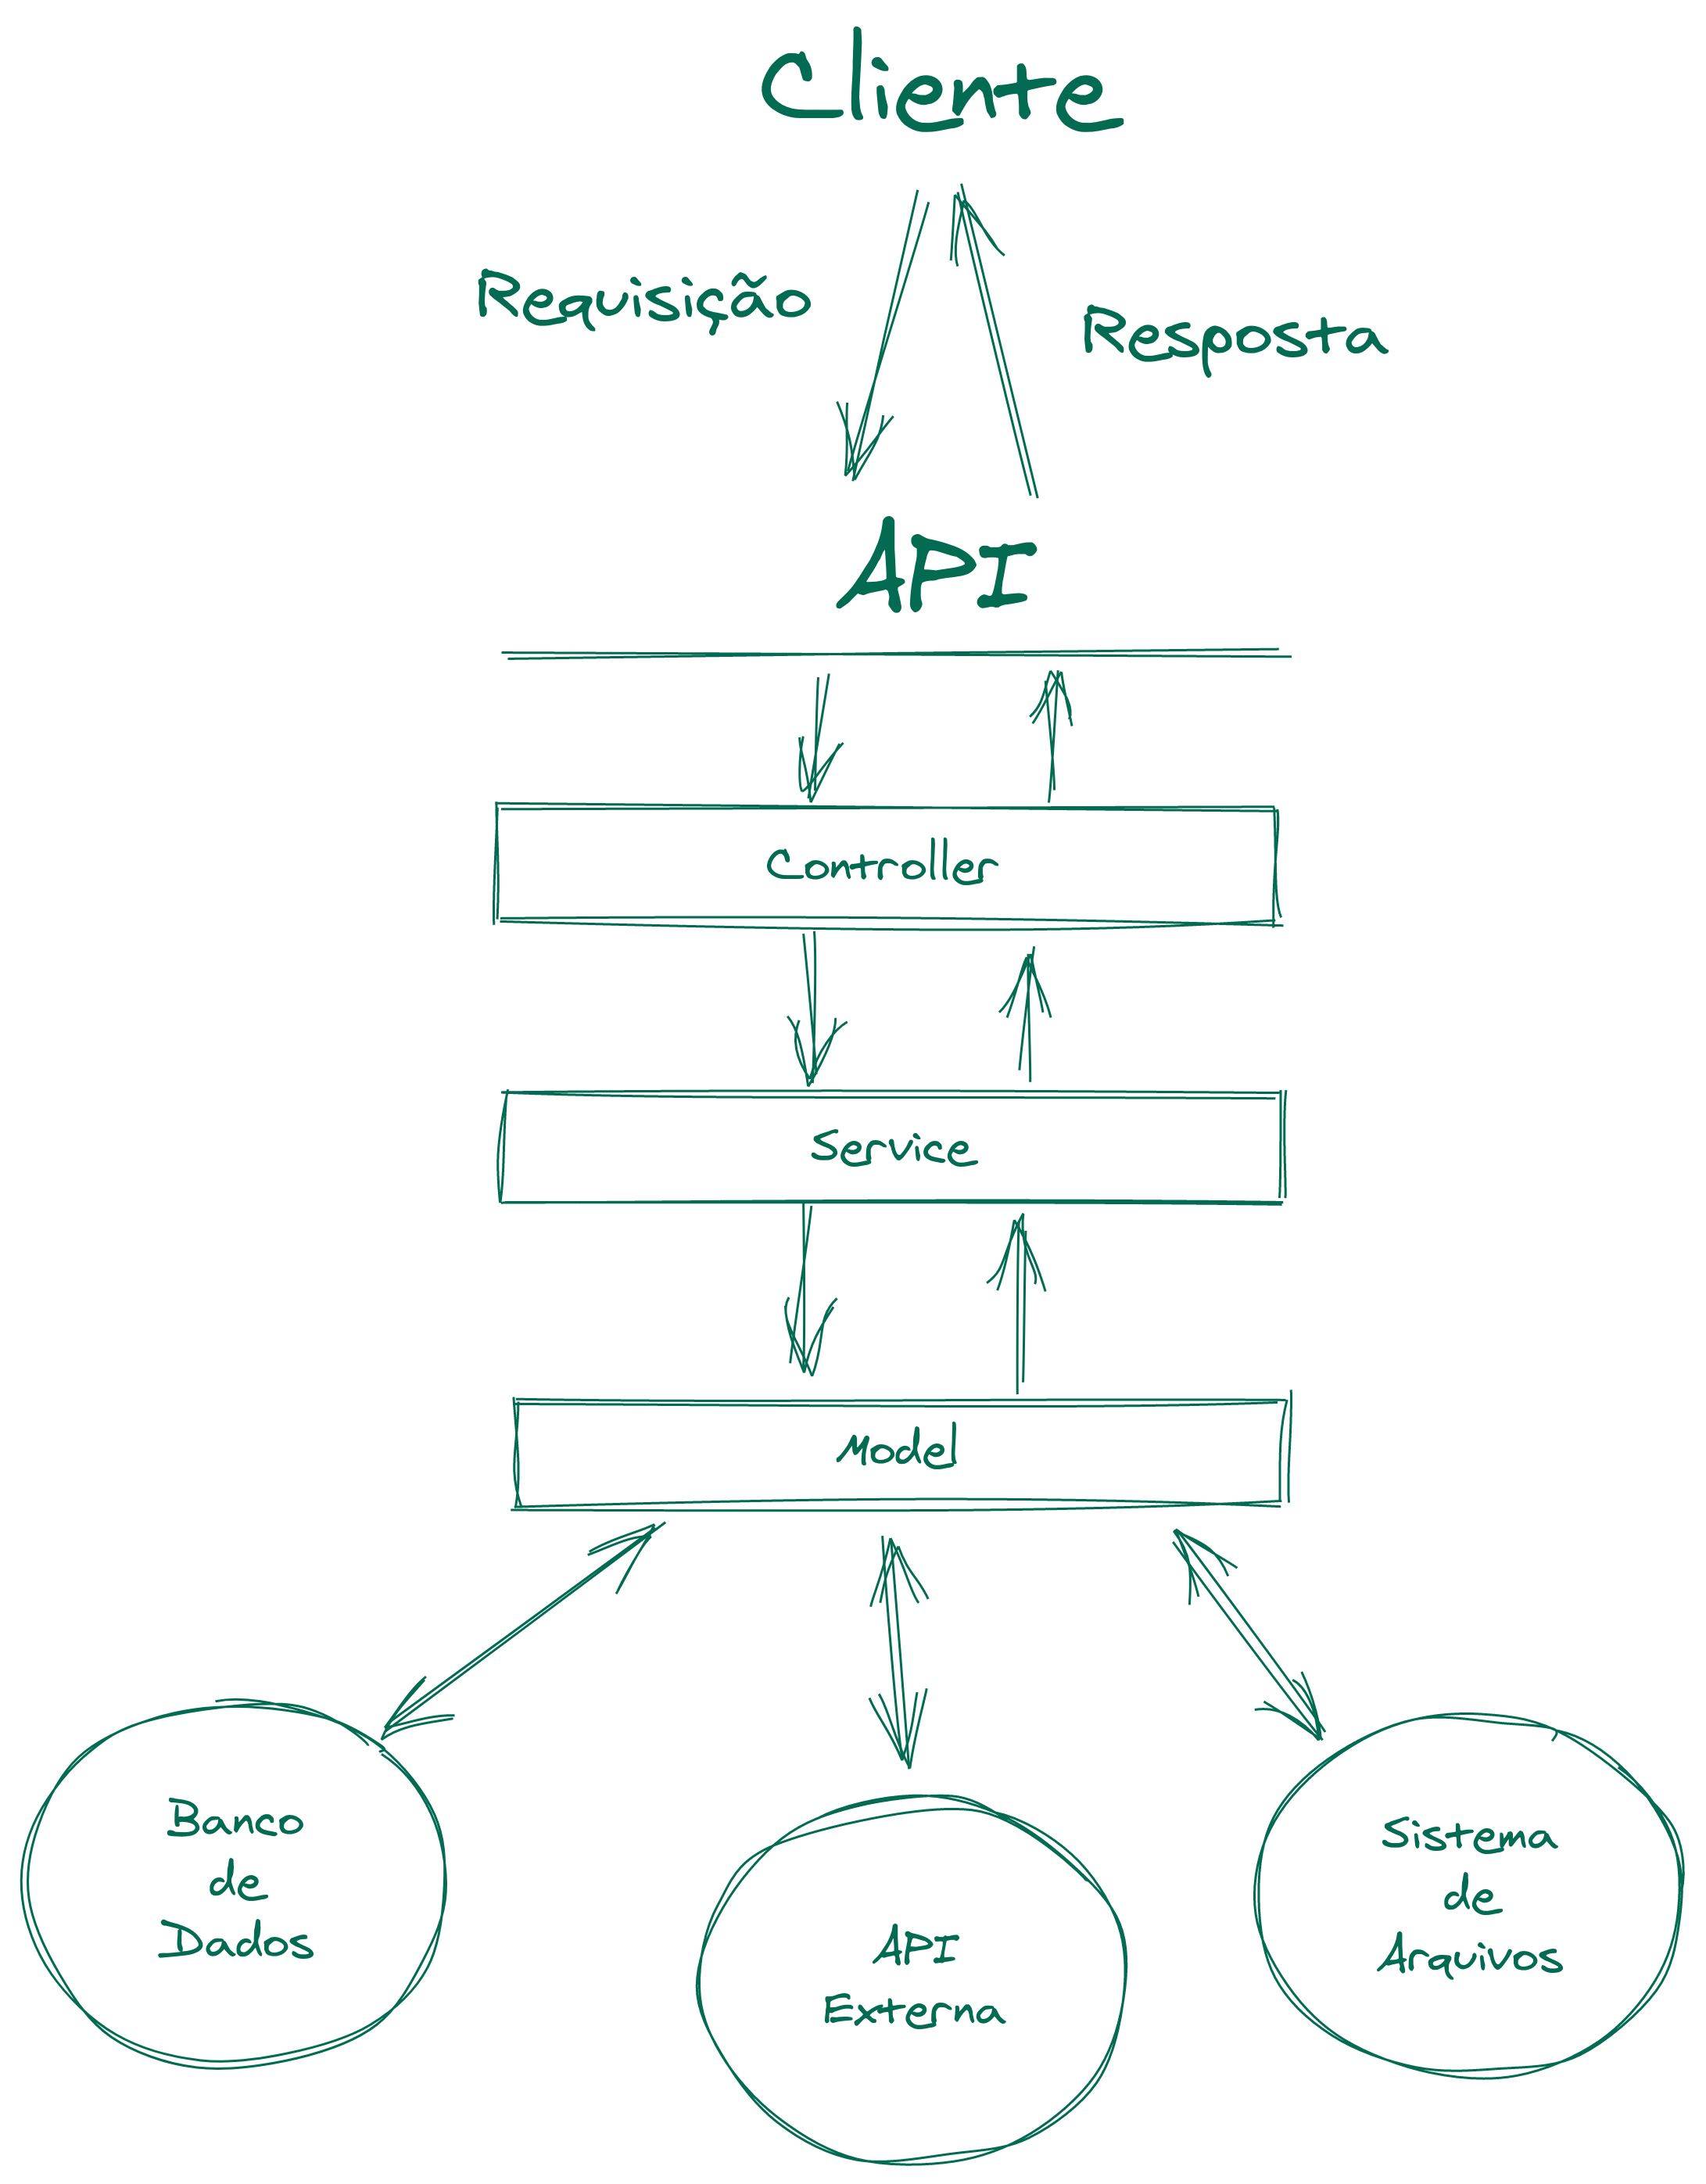 Cliente
Requisição
Resposta
API
Controller
Service
Model
Banco
de
Dados
API
Externa
Sistema
de
Arquivos